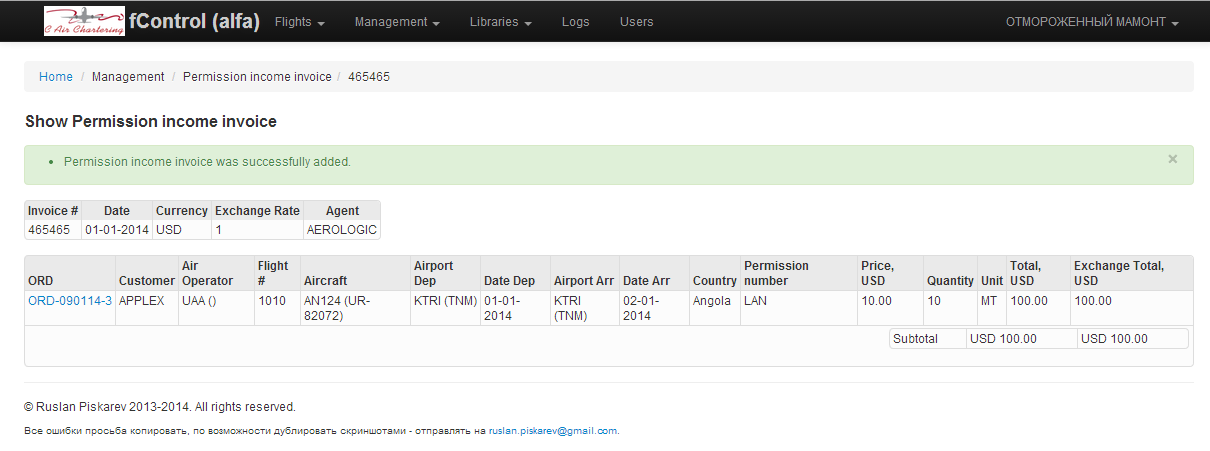 C Air Chartering fControl (alfa) Flights Management Libraries Logs Users ОТМОРОЖЕННЫЙ МАМОНТ
Home / Management / Permission income invoice / 465465
Show Permission income invoice
Permission income invoice was successfully added. ×
Invoice # Date Currency Exchange Rate Agent
465465 01-01-2014 USD 1 AEROLOGIC
ORD Customer Air Operator Flight # Aircraft Airport Dep Date Dep Airport Arr Date Arr Country Permission number Price, USD Quantity Unit Total, USD Exchange Total, USD
ORD-090114-3 APPLEX UAA () 1010 AN124 (UR-82072) KTRI (TNM) 01-01-2014 KTRI (TNM) 02-01-2014 Angola LAN 10.00 10 MT 100.00 100.00
Subtotal USD 100.00 USD 100.00
© Ruslan Piskarev 2013-2014. All rights reserved.
Все ошибки просьба копировать, по возможности дублировать скриншотами - отправлять на ruslan.piskarev@gmail.com.